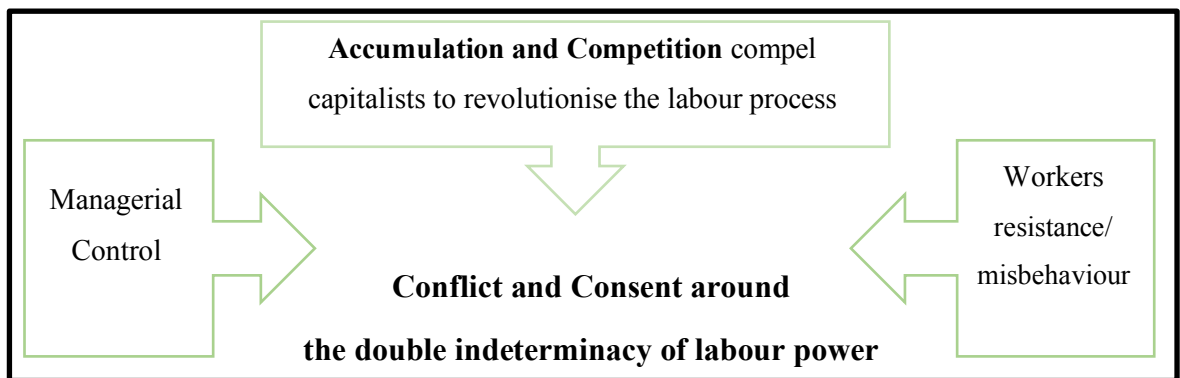 Accumulation and Competition compel
capitalists to revolutionise the labour process
Managerial
Control
Workers
resistance/
misbehaviour
Conflict and Consent around
the double indeterminacy of labour power